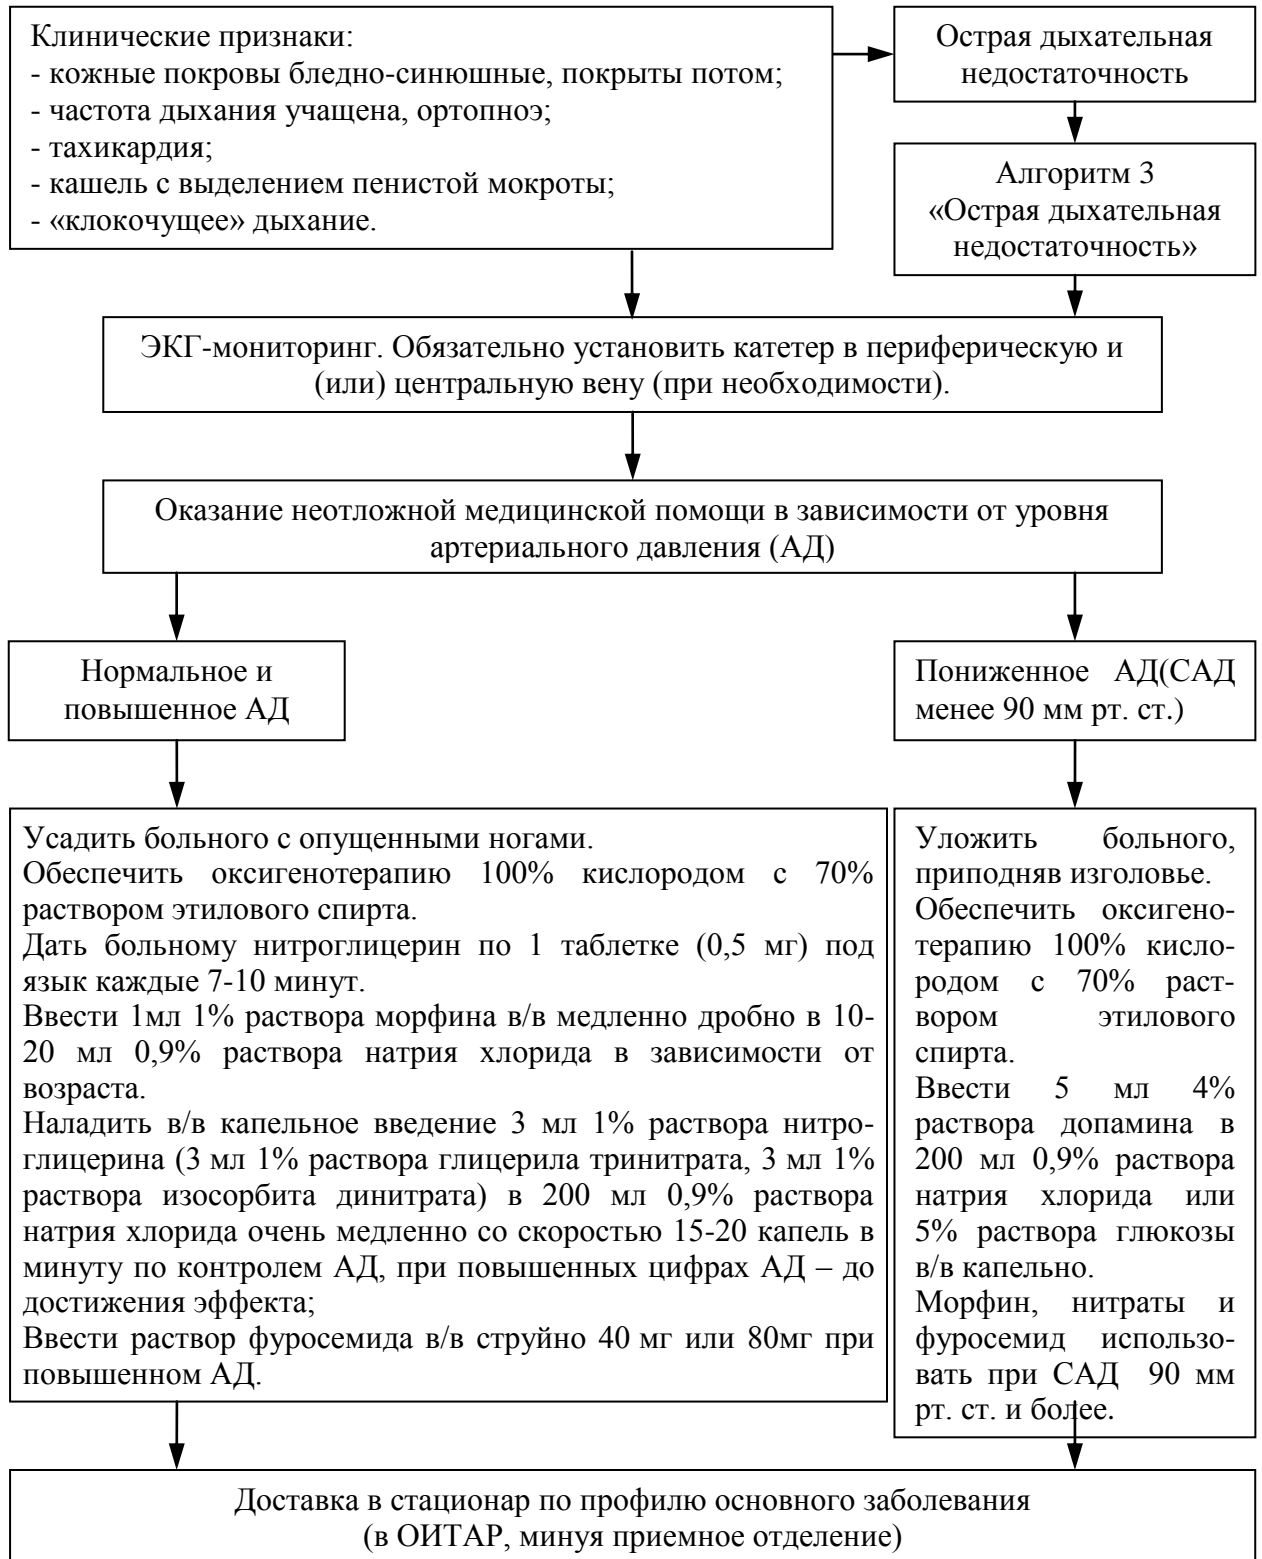 Клинические признаки:
- кожные покровы бледно-синюшные, покрыты потом;
- частота дыхания учащена, ортопноэ;
- тахикардия;
- кашель с выделением пенистой мокроты;
- «клокочущее» дыхание.
Острая дыхательная
недостаточность
Алгоритм 3
«Острая дыхательная
недостаточность»
ЭКГ-мониторинг. Обязательно установить катетер в периферическую и
(или) центральную вену (при необходимости).
Оказание неотложной медицинской помощи в зависимости от уровня
артериального давления (АД)
Нормальное и
повышенное АД
Пониженное АД(САД
менее 90 мм рт. ст.)
Усадить больного с опущенными ногами.
Обеспечить оксигенотерапию 100% кислородом с 70%
раствором этилового спирта.
Дать больному нитроглицерин по 1 таблетке (0,5 мг) под
язык каждые 7-10 минут.
Ввести 1мл 1% раствора морфина в/в медленно дробно в 10-
20 мл 0,9% раствора натрия хлорида в зависимости от
возраста.
Наладить в/в капельное введение 3 мл 1% раствора нитро-
глицерина (3 мл 1% раствора глицерила тринитрата, 3 мл 1%
раствора изосорбита динитрата) в 200 мл 0,9% раствора
натрия хлорида очень медленно со скоростью 15-20 капель в
минуту по контролем АД, при повышенных цифрах АД – до
достижения эффекта;
Ввести раствор фуросемида в/в струйно 40 мг или 80мг при
повышенном АД.
Уложить больного,
приподняв изголовье.
Обеспечить оксигено-
терапию 100% кисло-
родом с 70% раст-
вором этилового
спирта.
Ввести 5 мл 4%
раствора допамина в
200 мл 0,9% раствора
натрия хлорида или
5% раствора глюкозы
в/в капельно.
Морфин, нитраты и
фуросемид использо-
вать при САД 90 мм
рт. ст. и более.
Доставка в стационар по профилю основного заболевания
(в ОИТАР, минуя приемное отделение)